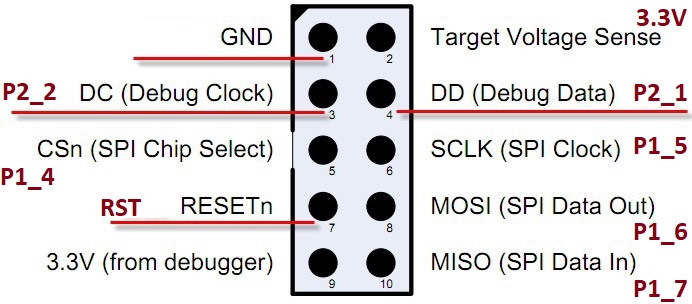 3.3V
GND 1 2 Target Voltage Sense
P2_2 DC (Debug Clock) 3 4 DD (Debug Data) P2_1
CSn (SPI Chip Select) 5 6 SCLK (SPI Clock) P1_5
P1_4
RST RESETn 7 8 MOSI (SPI Data Out)
P1_6
3.3V (from debugger) 9 10 MISO (SPI Data In)
P1_7